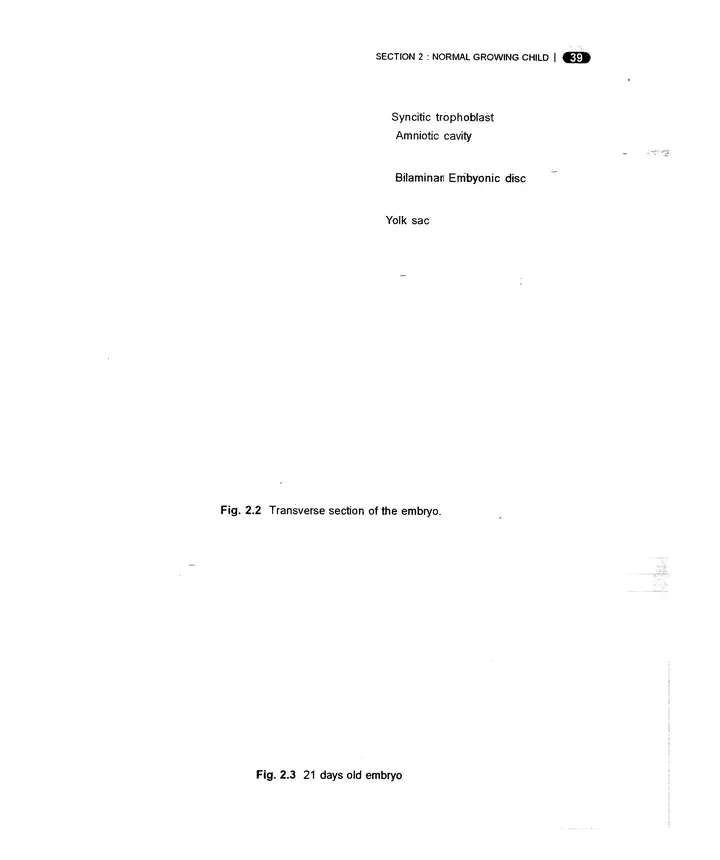 SECTION 2 : NORMAL GROWING CHILD | 39
Syncitic trophoblast
Amniotic cavity
Bilaminar Embyonic disc
Yolk sac
Fig. 2.2 Transverse section of the embryo.
Fig. 2.3 21 days old embryo